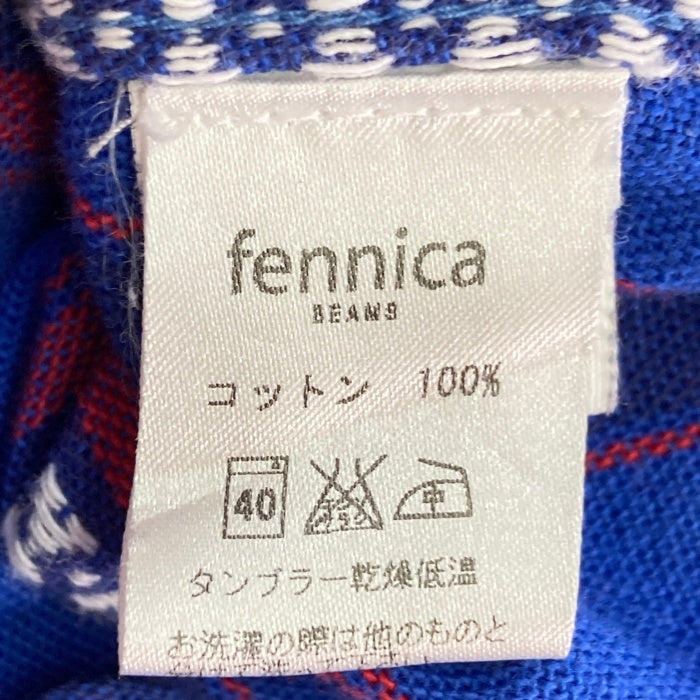 fennica
BEAMS
コットン 100%
40
中
タンブラー乾燥低温
お洗濯の際は他のものと